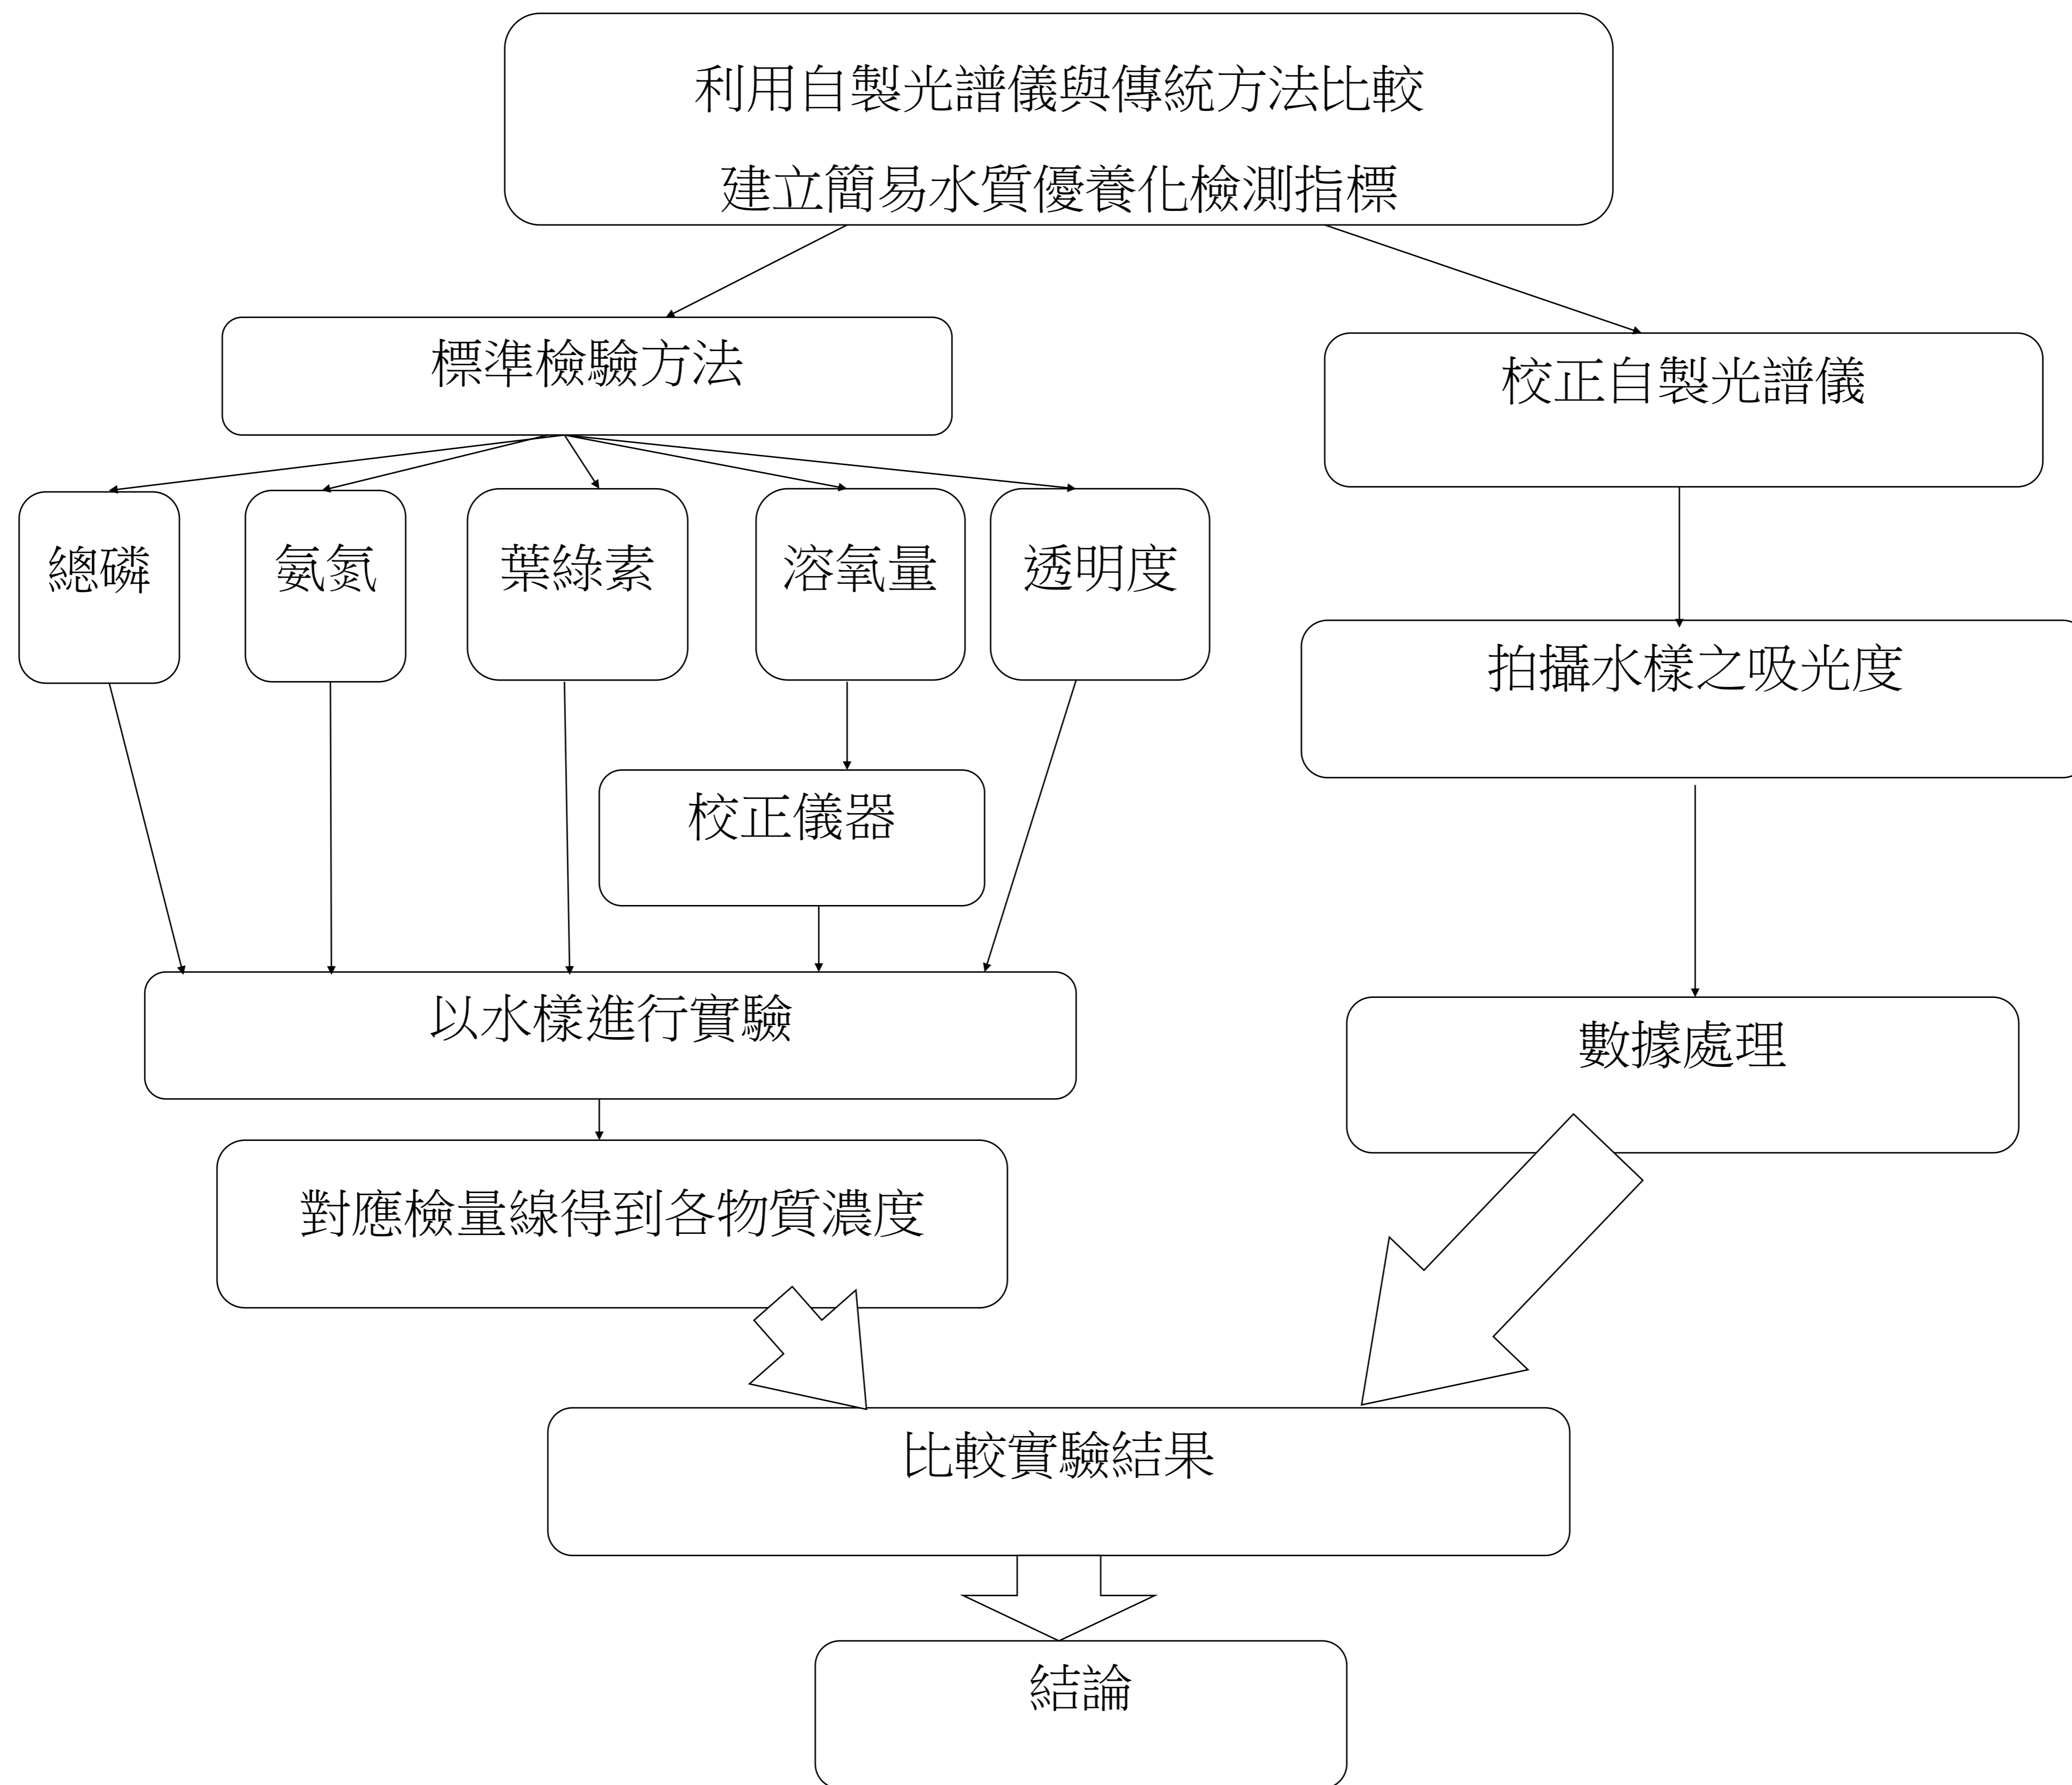 利用自製光譜儀與傳統方法比較
建立簡易水質優養化檢測指標
標準檢驗方法
校正自製光譜儀
總磷
氨氮
葉綠素
溶氧量
透明度
拍攝水樣之吸光度
校正儀器
以水樣進行實驗
數據處理
對應檢量線得到各物質濃度
比較實驗結果
結論